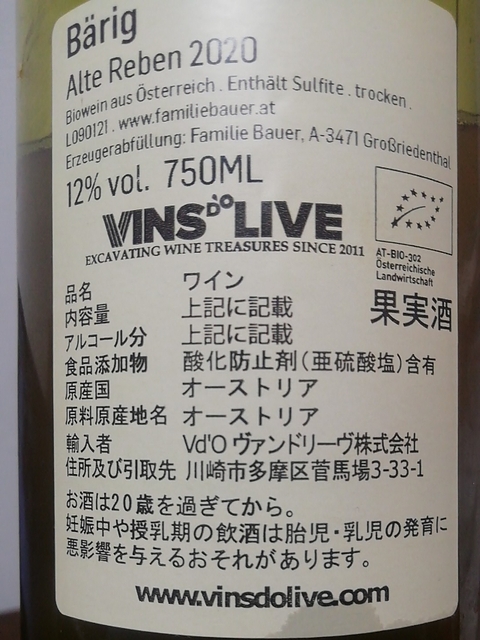 Bärig
Alte Reben 2020
Biowein aus Österreich . Enthält Sulfite . trocken .
L090121 . www.familiebauer.at
Erzeugerabfüllung: Familie Bauer, A-3471 Großriedenthal
12% vol. 750ML
VINS D'O LIVE
EXCAVATING WINE TREASURES SINCE 2011
AT-BIO-302
Österreichische
Landwirtschaft
果実酒
品名 ワイン
内容量 上記に記載
アルコール分 上記に記載
食品添加物 酸化防止剤(亜硫酸塩)含有
原産国 オーストリア
原料原産地名 オーストリア
輸入者 Vd'O ヴァンドリーヴ株式会社
住所及び引取先 川崎市多摩区菅馬場3-33-1
お酒は20歳を過ぎてから。
妊娠中や授乳期の飲酒は胎児・乳児の発育に
悪影響を与えるおそれがあります。
www.vinsdolive.com